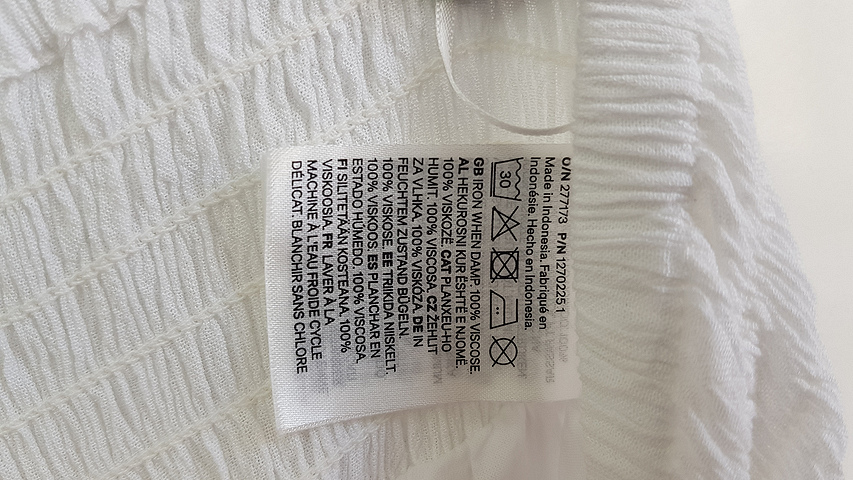 O/N 277173 P/N 12702251
Made in Indonesia. Fabriqué en
Indonésie. Hecho en Indonesia.
30
GB IRON WHEN DAMP. 100% VISCOSE.
AL HEKUROSNI KUR ËSHTË E NJOMË.
100% VISKOZË. CAT PLANXEU-HO
HUMIT. 100% VISCOSA. CZ ŽEHLIT
ZA VLHKA. 100% VISKÓZA. DE IN
FEUCHTEM ZUSTAND BÜGELN.
100% VISKOSE. EE TRIIKIDA NIISKELT.
100% VISKOOS. ES PLANCHAR EN
ESTADO HÚMEDO. 100% VISCOSA.
FI SILITETÄÄN KOSTEANA. 100%
VISKOOSIA. FR LAVER À LA
MACHINE À L'EAU FROIDE CYCLE
DÉLICAT. BLANCHIR SANS CHLORE